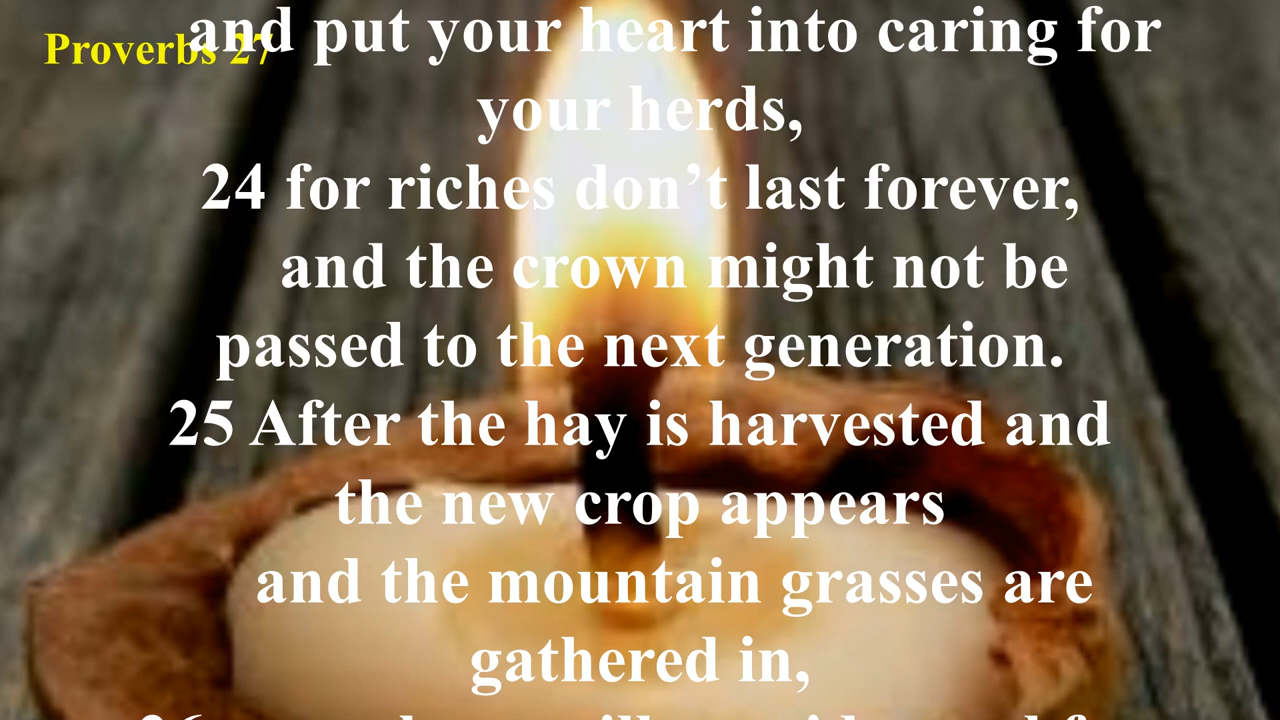 Proverbs 27
and put your heart into caring for
your herds,
24 for riches don’t last forever,
and the crown might not be
passed to the next generation.
25 After the hay is harvested and
the new crop appears
and the mountain grasses are
gathered in,